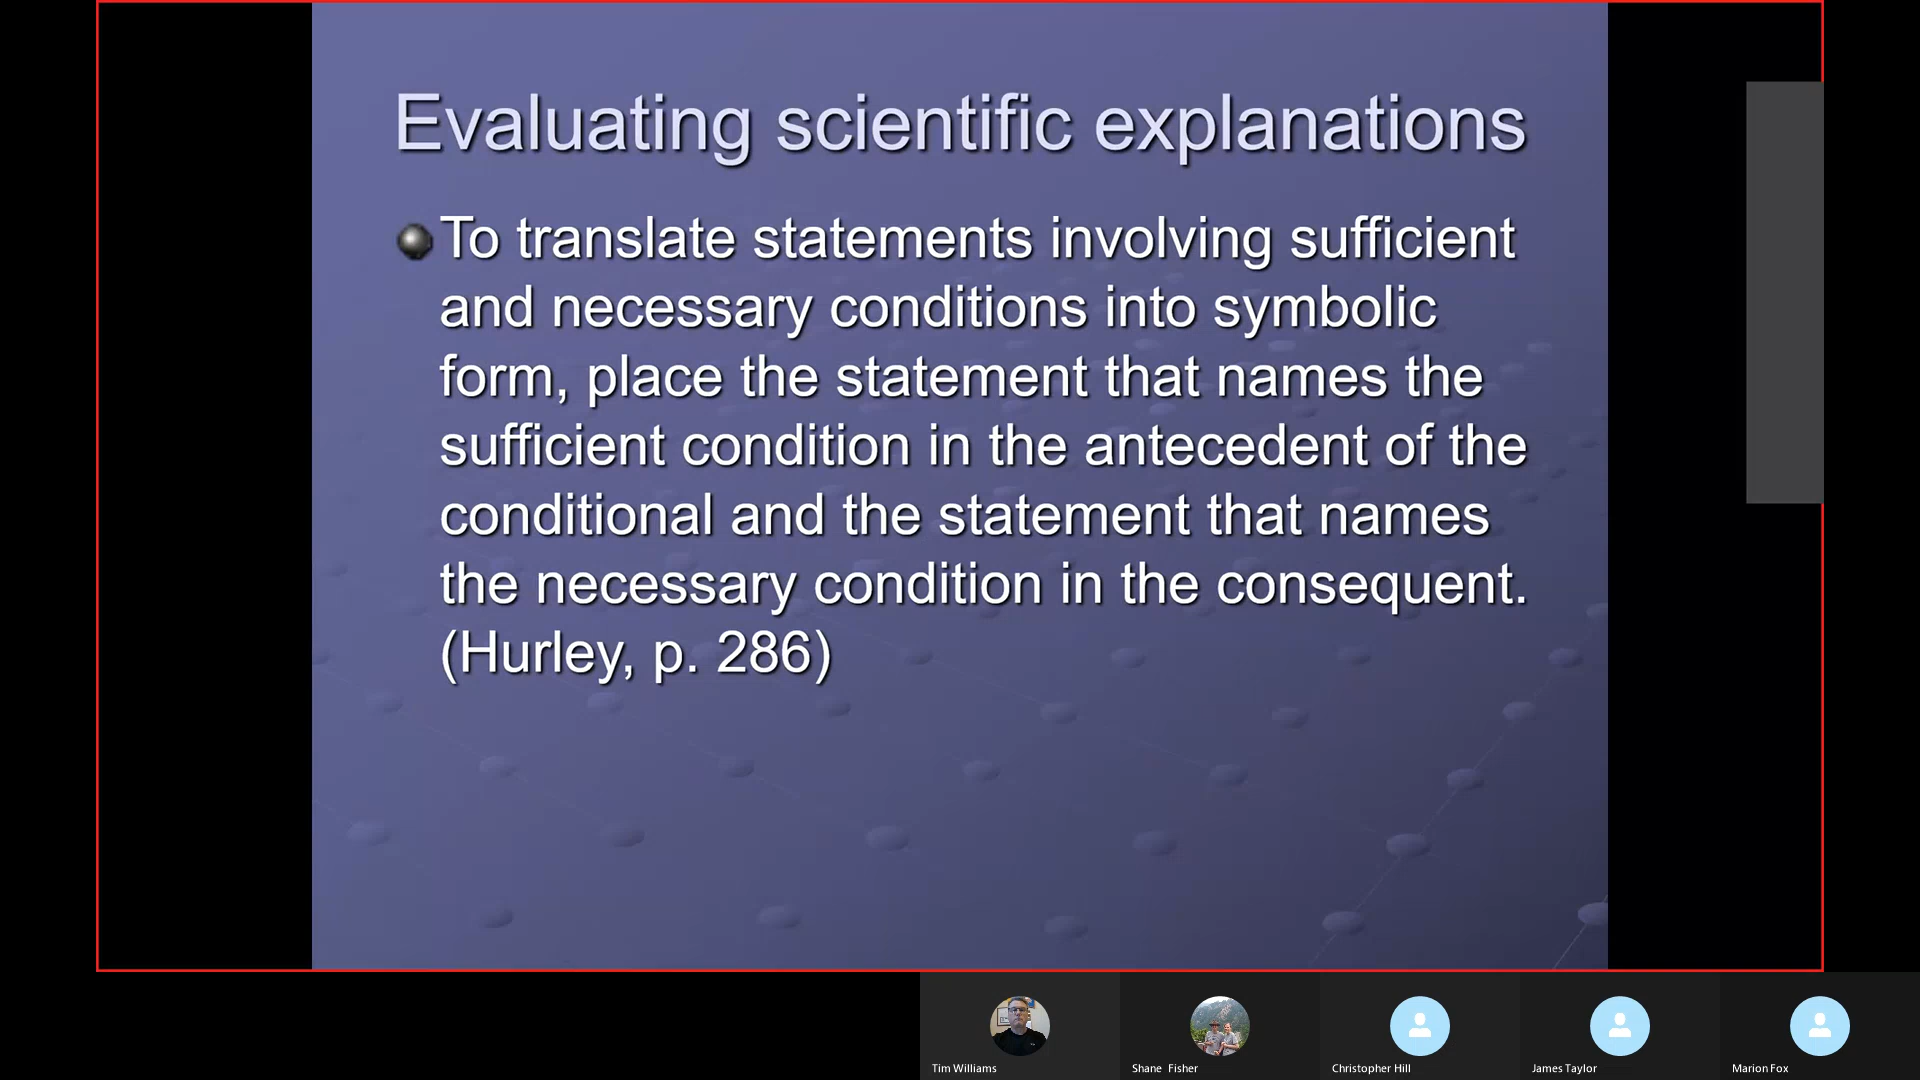 Evaluating scientific explanations
To translate statements involving sufficient
and necessary conditions into symbolic
form, place the statement that names the
sufficient condition in the antecedent of the
conditional and the statement that names
the necessary condition in the consequent.
(Hurley, p. 286)
Tim Williams
Shane Fisher
Christopher Hill
James Taylor
Marion Fox